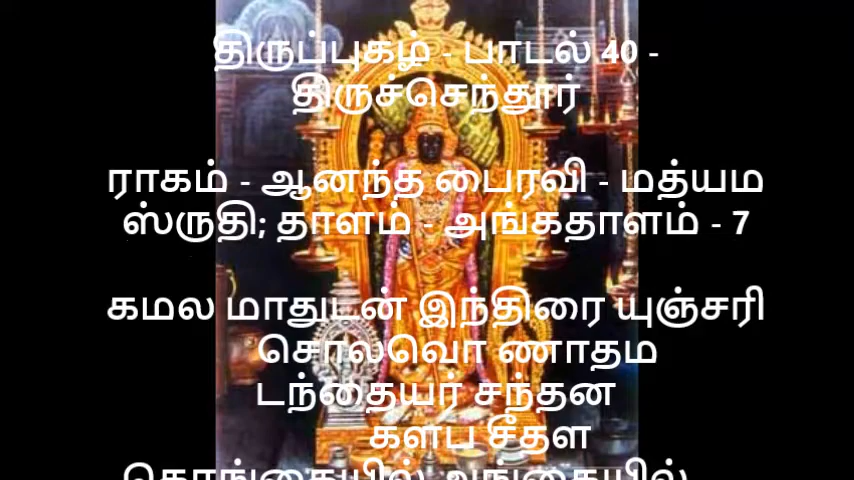 திருப்புகழ் - பாடல் 40 -
திருச்செந்தூர்
ராகம் - ஆனந்த பைரவி - மத்யம
ஸ்ருதி; தாளம் - அங்கதாளம் - 7
கமல மாதுடன் இந்திரை யுஞ்சரி
சொலவொ ணாதம
டந்தையர் சந்தன
களப சீதள
கொங்கையில் அங்கையில்